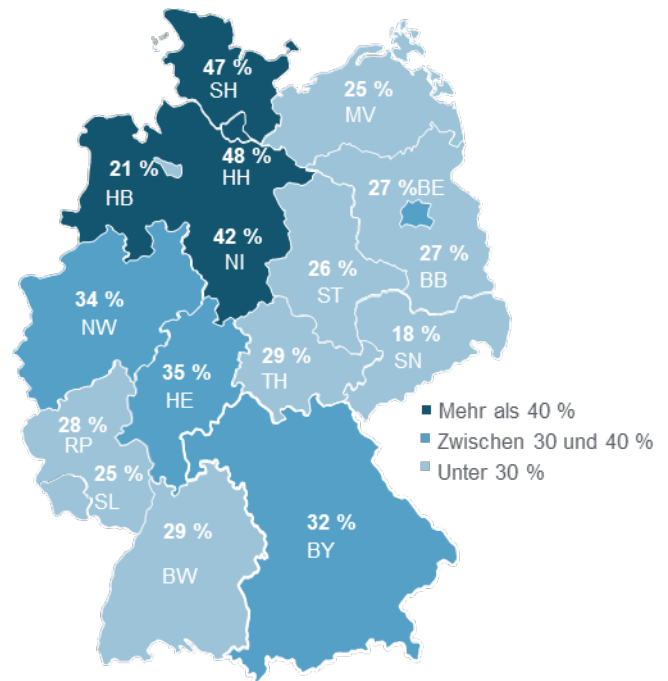 47 %
SH
25 %
MV
48 %
HH
21 %
HB
27 %BE
42 %
NI
27 %
BB
26 %
ST
34 %
NW
18 %
SN
29 %
TH
35 %
HE
28 %
RP
25 %
SL
29 %
BW
32 %
BY
Mehr als 40 %
Zwischen 30 und 40 %
Unter 30 %